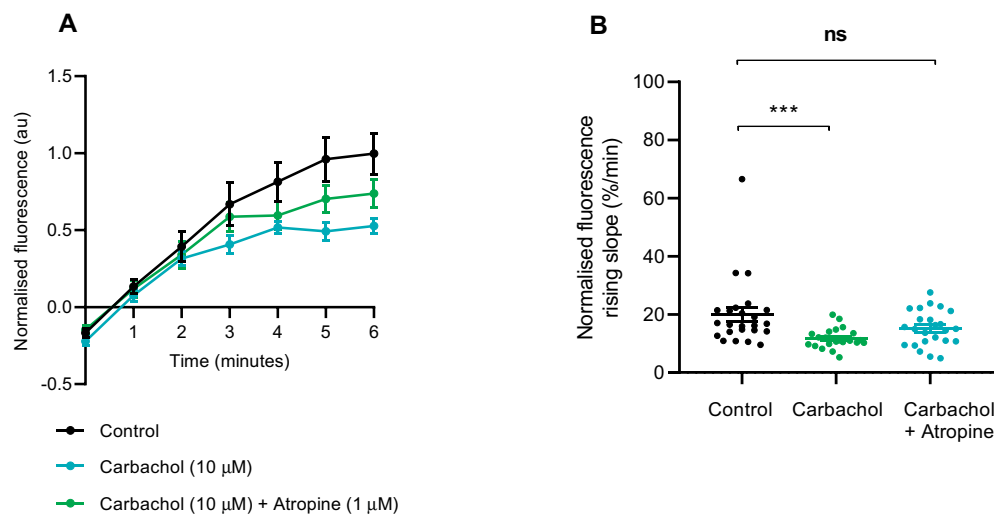 A
Normalised fluorescence (au)
1.5
1.0
0.5
0.0
-0.5
1
2
3
4
5
6
Time (minutes)
Control
Carbachol (10 μM)
Carbachol (10 μM) + Atropine (1 μM)
B
ns
***
Normalised fluorescence
rising slope (%/min)
100
80
60
40
20
0
Control
Carbachol
Carbachol
+ Atropine